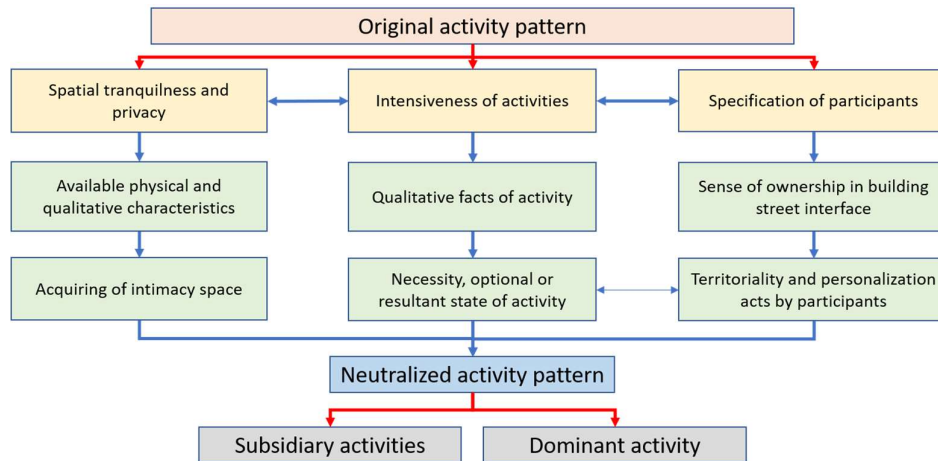 Original activity pattern
Spatial tranquilness and
privacy
Intensiveness of activities
Specification of participants
Available physical and
qualitative characteristics
Qualitative facts of activity
Sense of ownership in building
street interface
Acquiring of intimacy space
Necessity, optional or
resultant state of activity
Territoriality and personalization
acts by participants
Neutralized activity pattern
Subsidiary activities
Dominant activity